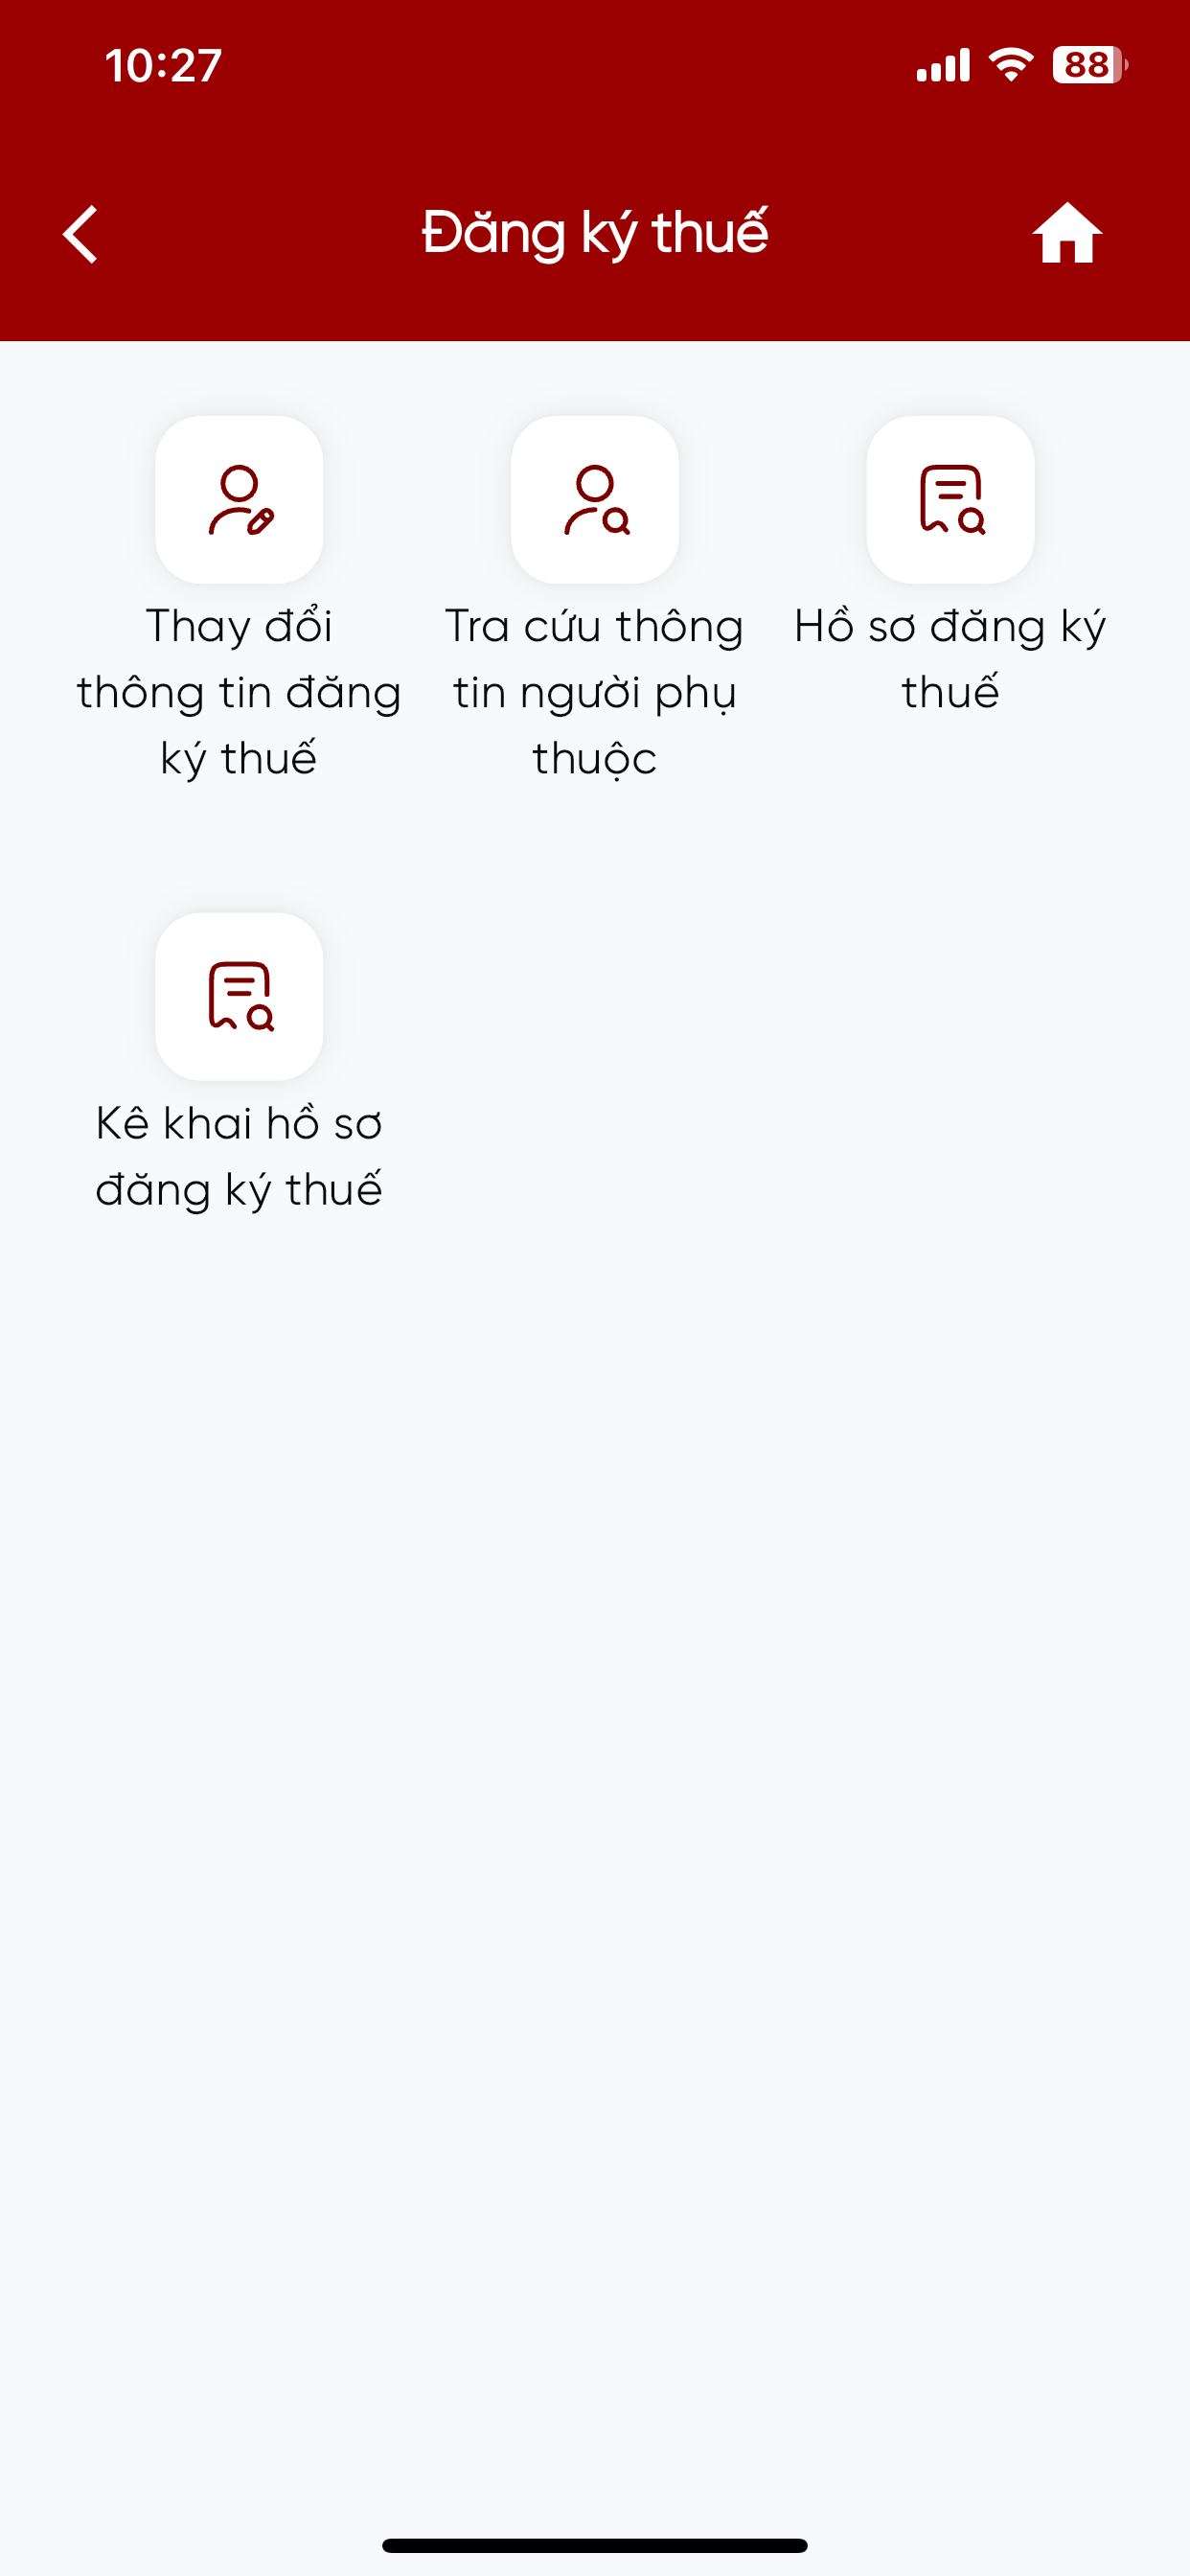 10:27
88
Đăng ký thuế
Thay đổi
thông tin đăng
ký thuế
Tra cứu thông
tin người phụ
thuộc
Hồ sơ đăng ký
thuế
Kê khai hồ sơ
đăng ký thuế